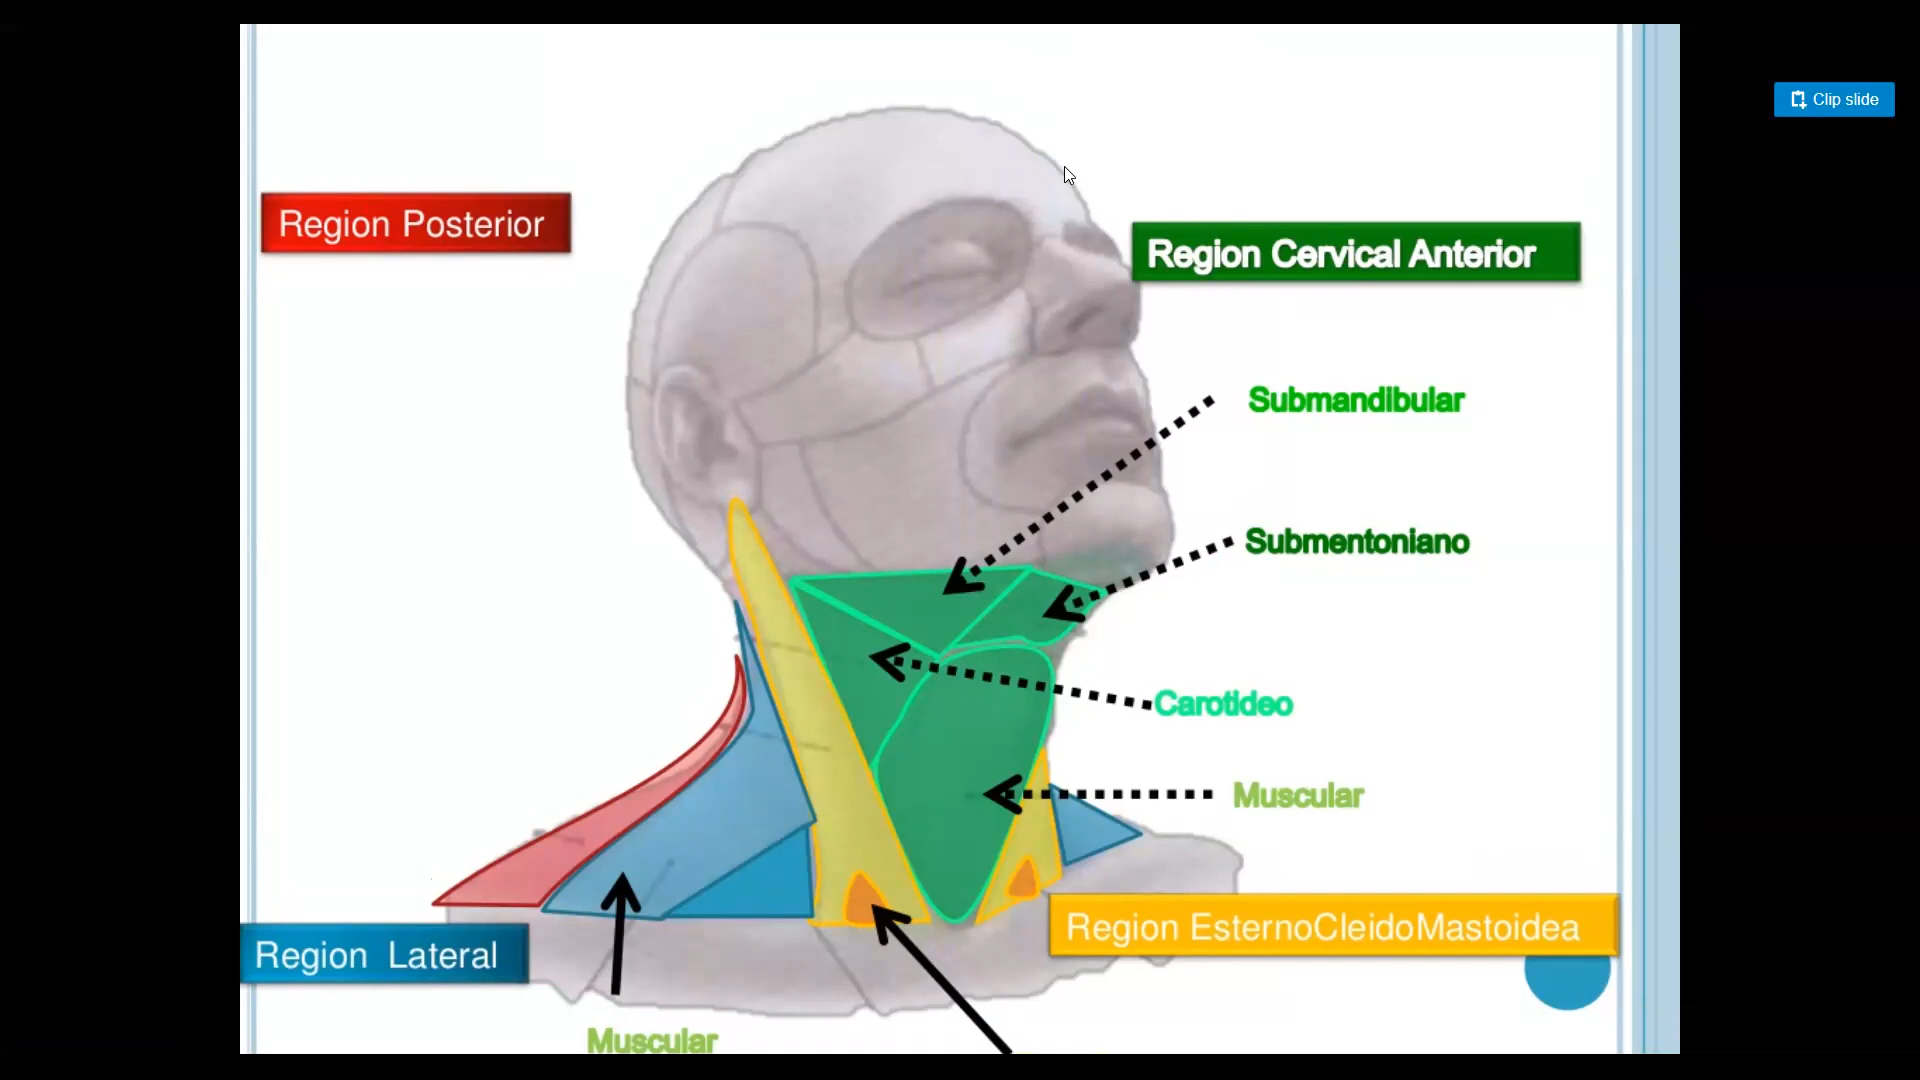 Clip slide
Region Posterior
Region Cervical Anterior
Submandibular
Submentoniano
Carotideo
Muscular
Region EsternoCleidoMastoidea
Region Lateral
Muscular